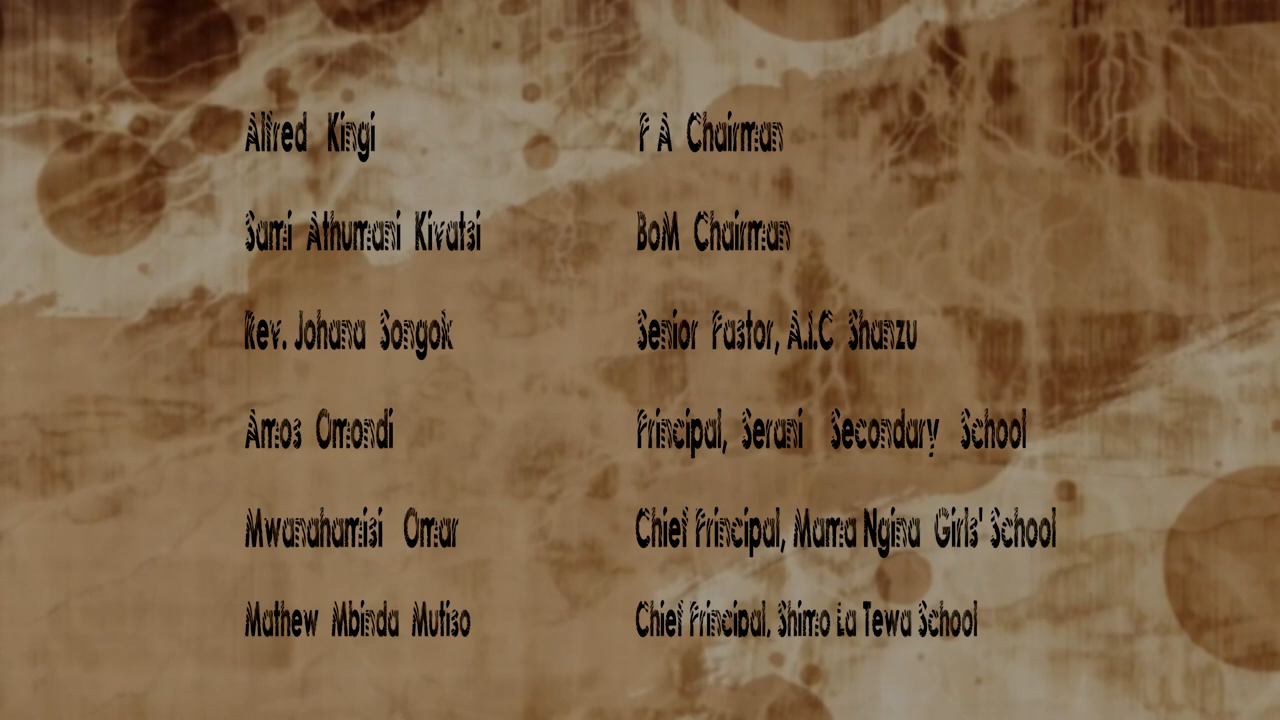 Alfred Kingi P A Chairman
Sami Athumani Kivatsi BoM Chairman
Rev. Johana Songok Senior Pastor, A.I.C Shanzu
Amos Omondi Principal, Serani Secondary School
Mwanahamisi Omar Chief Principal, Mama Ngina Girls' School
Mathew Mbinda Mutiso Chief Principal, Shimo La Tewa School